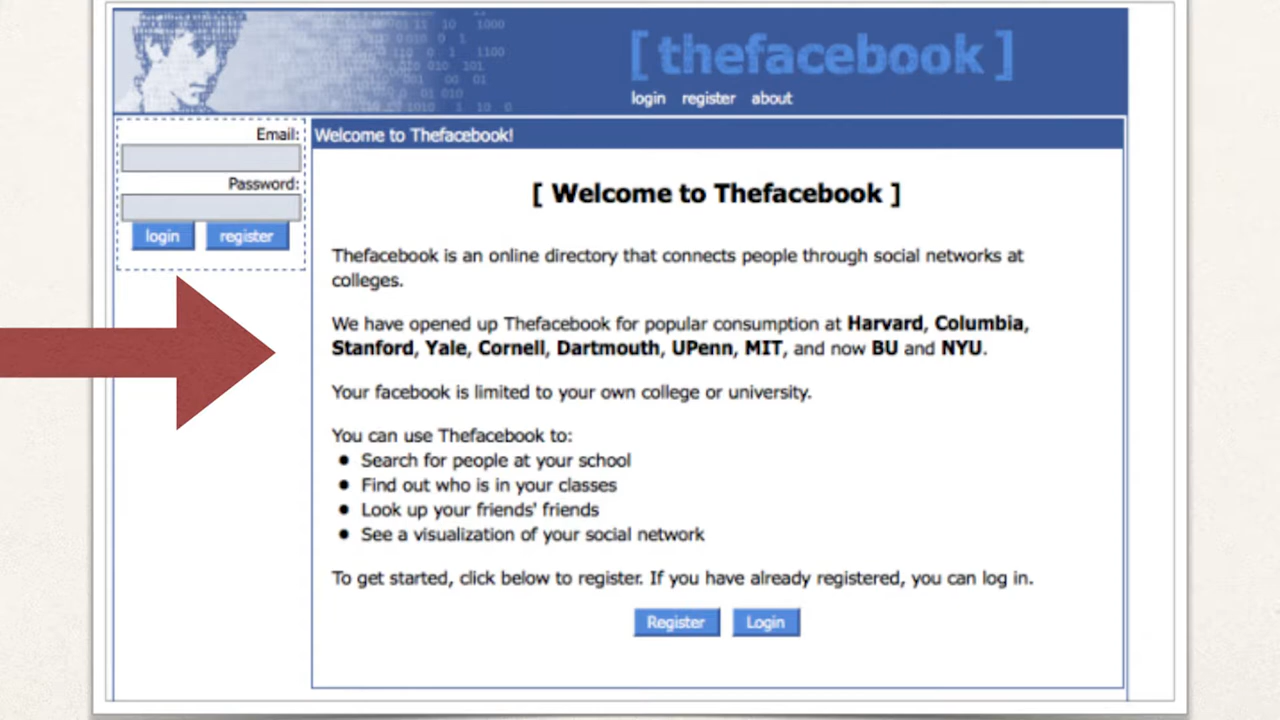 [ thefacebook ]
login register about
Email:
Password:
login register
Welcome to Thefacebook!
[ Welcome to Thefacebook ]
Thefacebook is an online directory that connects people through social networks at
colleges.
We have opened up Thefacebook for popular consumption at Harvard, Columbia,
Stanford, Yale, Cornell, Dartmouth, UPenn, MIT, and now BU and NYU.
Your facebook is limited to your own college or university.
You can use Thefacebook to:
● Search for people at your school
● Find out who is in your classes
● Look up your friends' friends
● See a visualization of your social network
To get started, click below to register. If you have already registered, you can log in.
Register Login